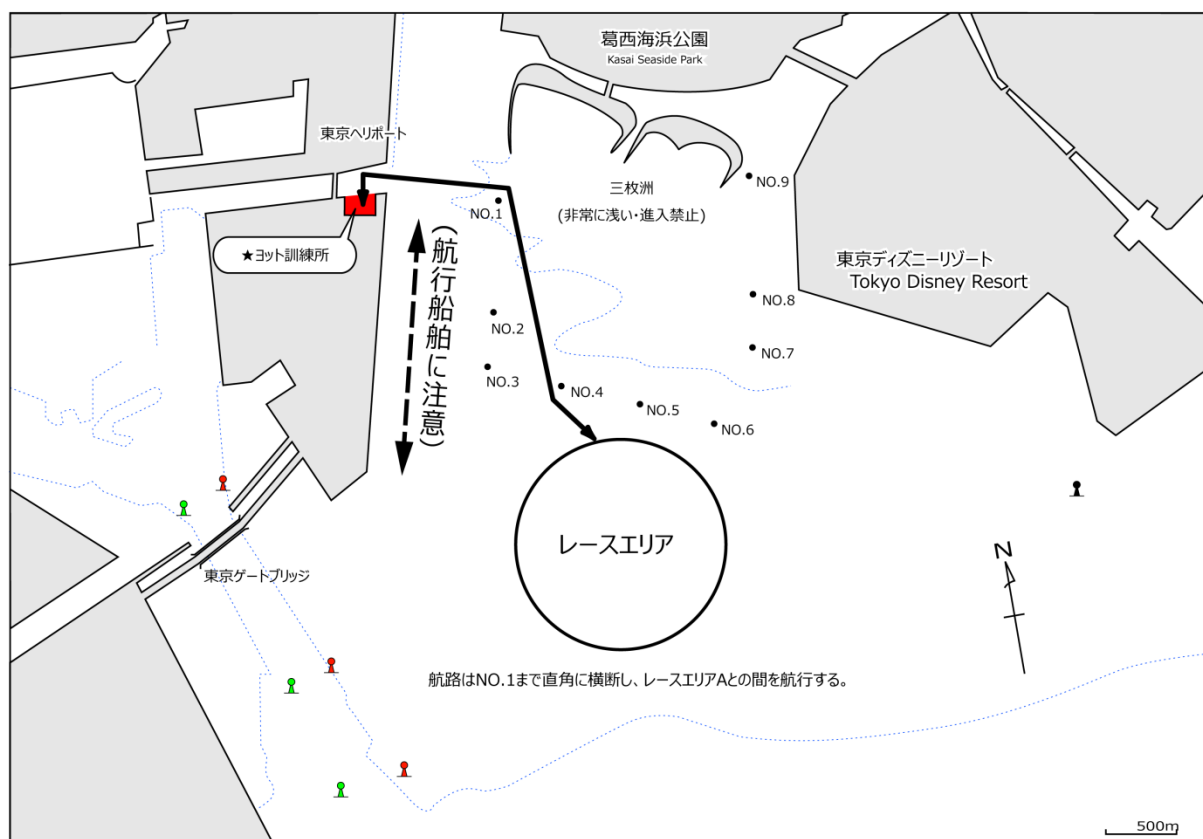 葛西海浜公園
Kasai Seaside Park
東京ヘリポート
NO.9
三枚洲
(非常に浅い・進入禁止)
NO.1
★ヨット訓練所
(航行船舶に注意)
東京ディズニーリゾート
Tokyo Disney Resort
NO.8
NO.2
NO.7
NO.3
NO.4
NO.5
NO.6
レースエリア
N
東京ゲートブリッジ
航路はNO.1まで直角に横断し、レースエリアAとの間を航行する。
500m